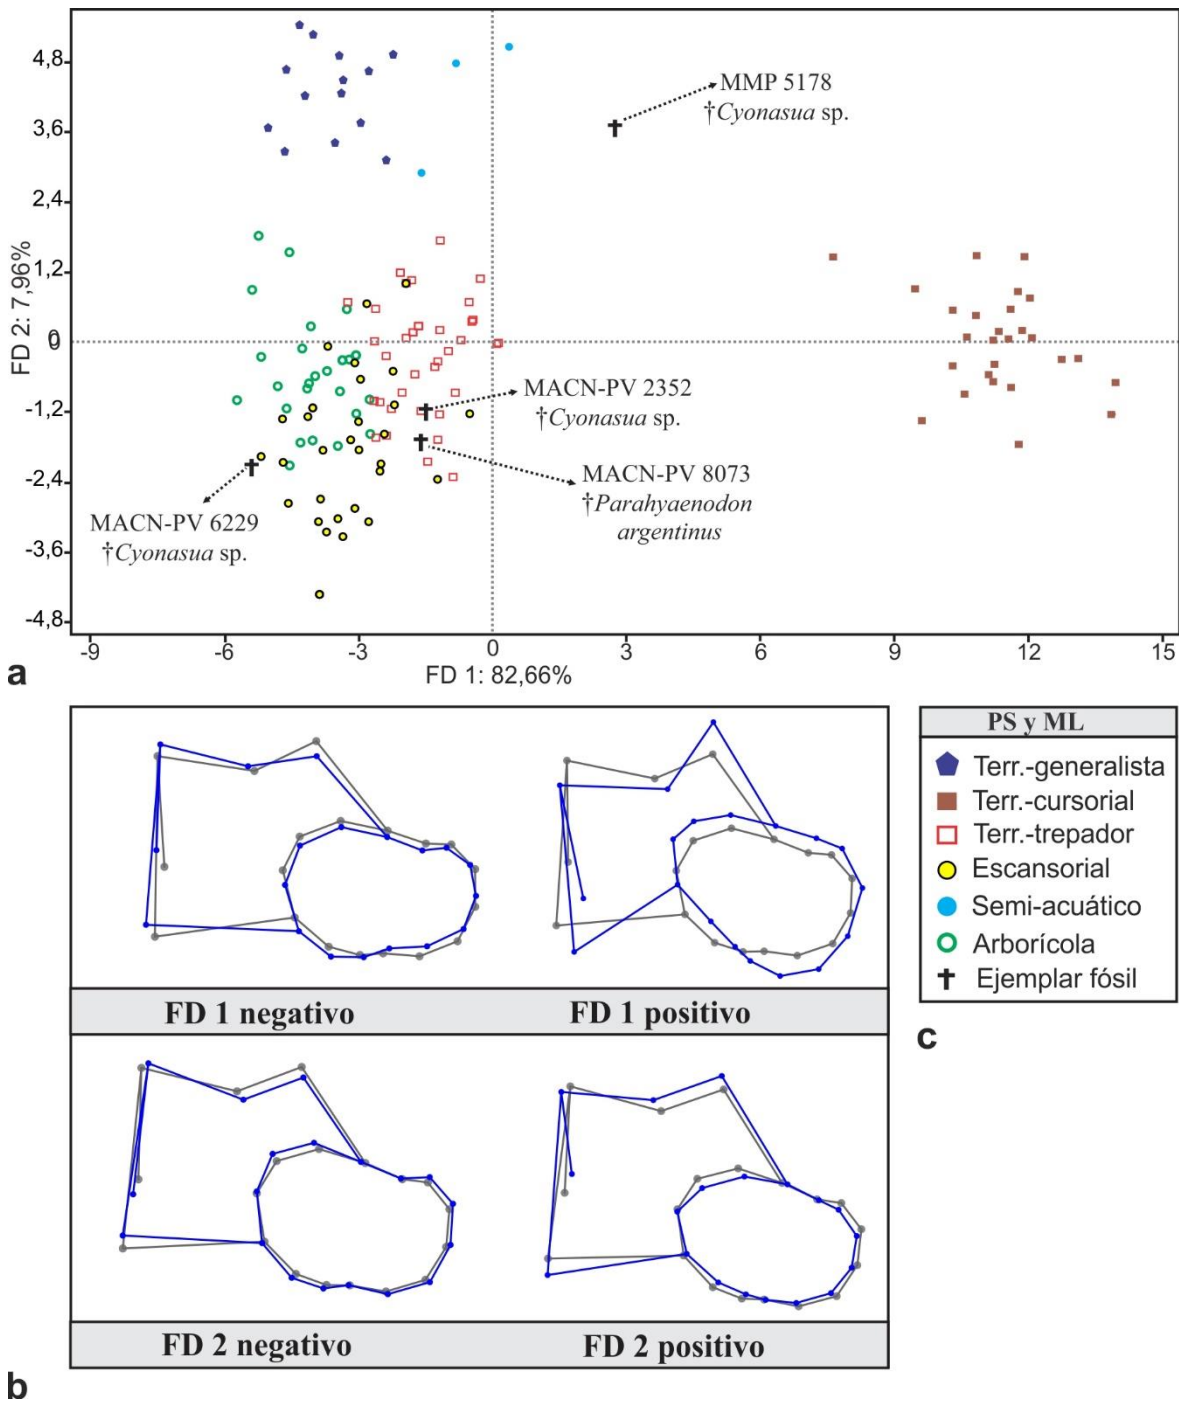 4,8
3,6
2,4
1,2
0
-1,2
-2,4
-3,6
-4,8
FD 2: 7,96%
MMP 5178
†Cyonasua sp.
MACN-PV 2352
†Cyonasua sp.
MACN-PV 8073
†Parahyaenodon
argentinus
MACN-PV 6229
†Cyonasua sp.
-9 -6 -3 0 3 6 9 12 15
FD 1: 82,66%
a
FD 1 negativo
FD 1 positivo
FD 2 negativo
FD 2 positivo
b
PS y ML
Terr.-generalista
Terr.-cursorial
Terr.-trepador
Escansorial
Semi-acuático
Arborícola
Ejemplar fósil
c